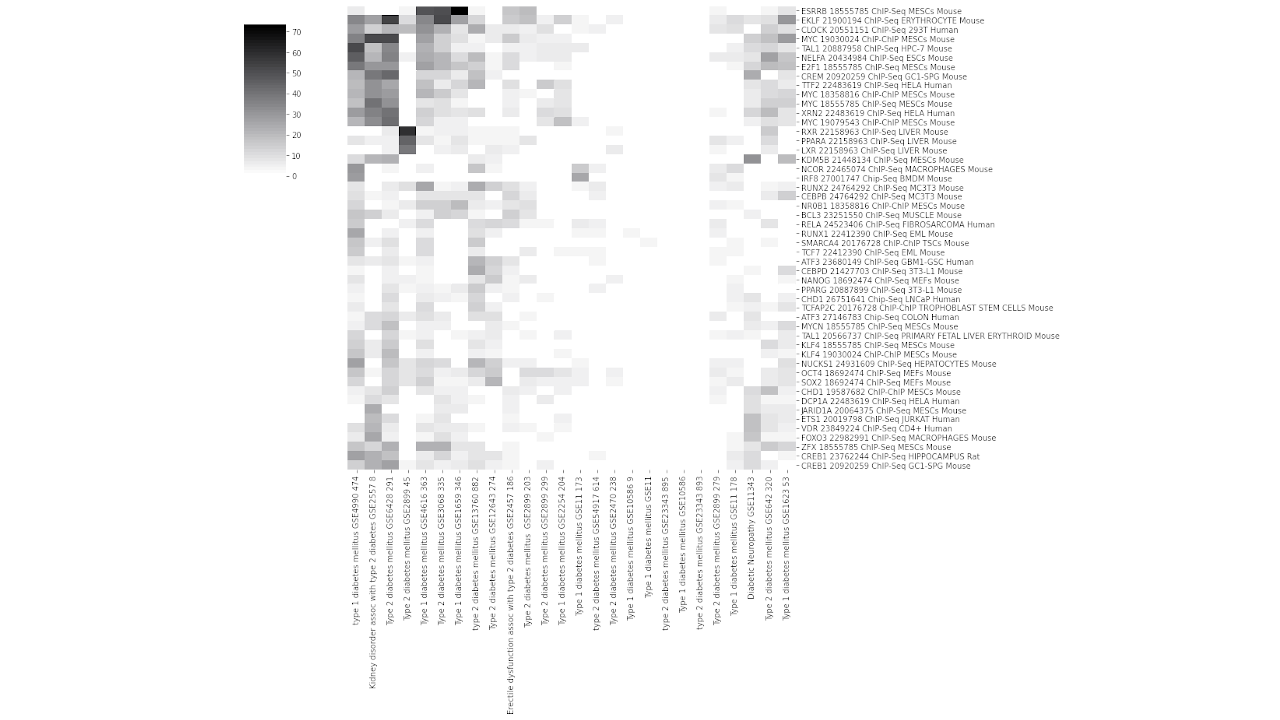 70
60
50
40
30
20
10
0
ESRRB 18555785 ChIP-Seq MESCs Mouse
EKLF 21900194 ChIP-Seq ERYTHROCYTE Mouse
CLOCK 20551151 ChIP-Seq 293T Human
MYC 19030024 ChIP-ChIP MESCs Mouse
TAL1 20887958 ChIP-Seq HPC-7 Mouse
NELFA 20434984 ChIP-Seq ESCs Mouse
E2F1 18555785 ChIP-Seq MESCs Mouse
CREM 20920259 ChIP-Seq GC1-SPG Mouse
TTF2 22483619 ChIP-Seq HELA Human
MYC 18358816 ChIP-ChIP MESCs Mouse
MYC 18555785 ChIP-Seq MESCs Mouse
XRN2 22483619 ChIP-Seq HELA Human
MYC 19079543 ChIP-ChIP MESCs Mouse
RXR 22158963 ChIP-Seq LIVER Mouse
PPARA 22158963 ChIP-Seq LIVER Mouse
LXR 22158963 ChIP-Seq LIVER Mouse
KDM5B 21448134 ChIP-Seq MESCs Mouse
NCOR 22465074 ChIP-Seq MACROPHAGES Mouse
IRF8 27001747 Chip-Seq BMDM Mouse
RUNX2 24764292 ChIP-Seq MC3T3 Mouse
CEBPB 24764292 ChIP-Seq MC3T3 Mouse
NR0B1 18358816 ChIP-ChIP MESCs Mouse
BCL3 23251550 ChIP-Seq MUSCLE Mouse
RELA 24523406 ChIP-Seq FIBROSARCOMA Human
RUNX1 22412390 ChIP-Seq EML Mouse
SMARCA4 20176728 ChIP-ChIP TSCs Mouse
TCF7 22412390 ChIP-Seq EML Mouse
ATF3 23680149 ChIP-Seq GBM1-GSC Human
CEBPD 21427703 ChIP-Seq 3T3-L1 Mouse
NANOG 18692474 ChIP-Seq MEFs Mouse
PPARG 20887899 ChIP-Seq 3T3-L1 Mouse
CHD1 26751641 Chip-Seq LNCaP Human
TCFAP2C 20176728 ChIP-ChIP TROPHOBLAST STEM CELLS Mouse
ATF3 27146783 Chip-Seq COLON Human
MYCN 18555785 ChIP-Seq MESCs Mouse
TAL1 20566737 ChIP-Seq PRIMARY FETAL LIVER ERYTHROID Mouse
KLF4 18555785 ChIP-Seq MESCs Mouse
KLF4 19030024 ChIP-ChIP MESCs Mouse
NUCKS1 24931609 ChIP-Seq HEPATOCYTES Mouse
OCT4 18692474 ChIP-Seq MEFs Mouse
SOX2 18692474 ChIP-Seq MEFs Mouse
CHD1 19587682 ChIP-ChIP MESCs Mouse
DCP1A 22483619 ChIP-Seq HELA Human
JARID1A 20064375 ChIP-Seq MESCs Mouse
ETS1 20019798 ChIP-Seq JURKAT Human
VDR 23849224 ChIP-Seq CD4+ Human
FOXO3 22982991 ChIP-Seq MACROPHAGES Mouse
ZFX 18555785 ChIP-Seq MESCs Mouse
CREB1 23762244 ChIP-Seq HIPPOCAMPUS Rat
CREB1 20920259 ChIP-Seq GC1-SPG Mouse
type 1 diabetes mellitus GSE4990 474
Kidney disorder assoc with type 2 diabetes GSE2557 8
Type 2 diabetes mellitus GSE6428 291
Type 2 diabetes mellitus GSE2899 45
Type 1 diabetes mellitus GSE4616 363
Type 2 diabetes mellitus GSE3068 335
Type 1 diabetes mellitus GSE1659 346
type 2 diabetes mellitus GSE13760 882
Type 2 diabetes mellitus GSE12643 274
Erectile dysfunction assoc with type 2 diabetes GSE2457 186
Type 2 diabetes mellitus GSE2899 203
Type 2 diabetes mellitus GSE2899 299
Type 1 diabetes mellitus GSE2254 204
Type 1 diabetes mellitus GSE11 173
type 2 diabetes mellitus GSE54917 614
Type 2 diabetes mellitus GSE2470 238
Type 1 diabetes mellitus GSE10586 9
Type 1 diabetes mellitus GSE11
type 2 diabetes mellitus GSE23343 895
Type 1 diabetes mellitus GSE10586
type 2 diabetes mellitus GSE23343 893
Type 2 diabetes mellitus GSE2899 279
Type 1 diabetes mellitus GSE11 178
Diabetic Neuropathy GSE11343
Type 2 diabetes mellitus GSE642 320
Type 1 diabetes mellitus GSE1623 53